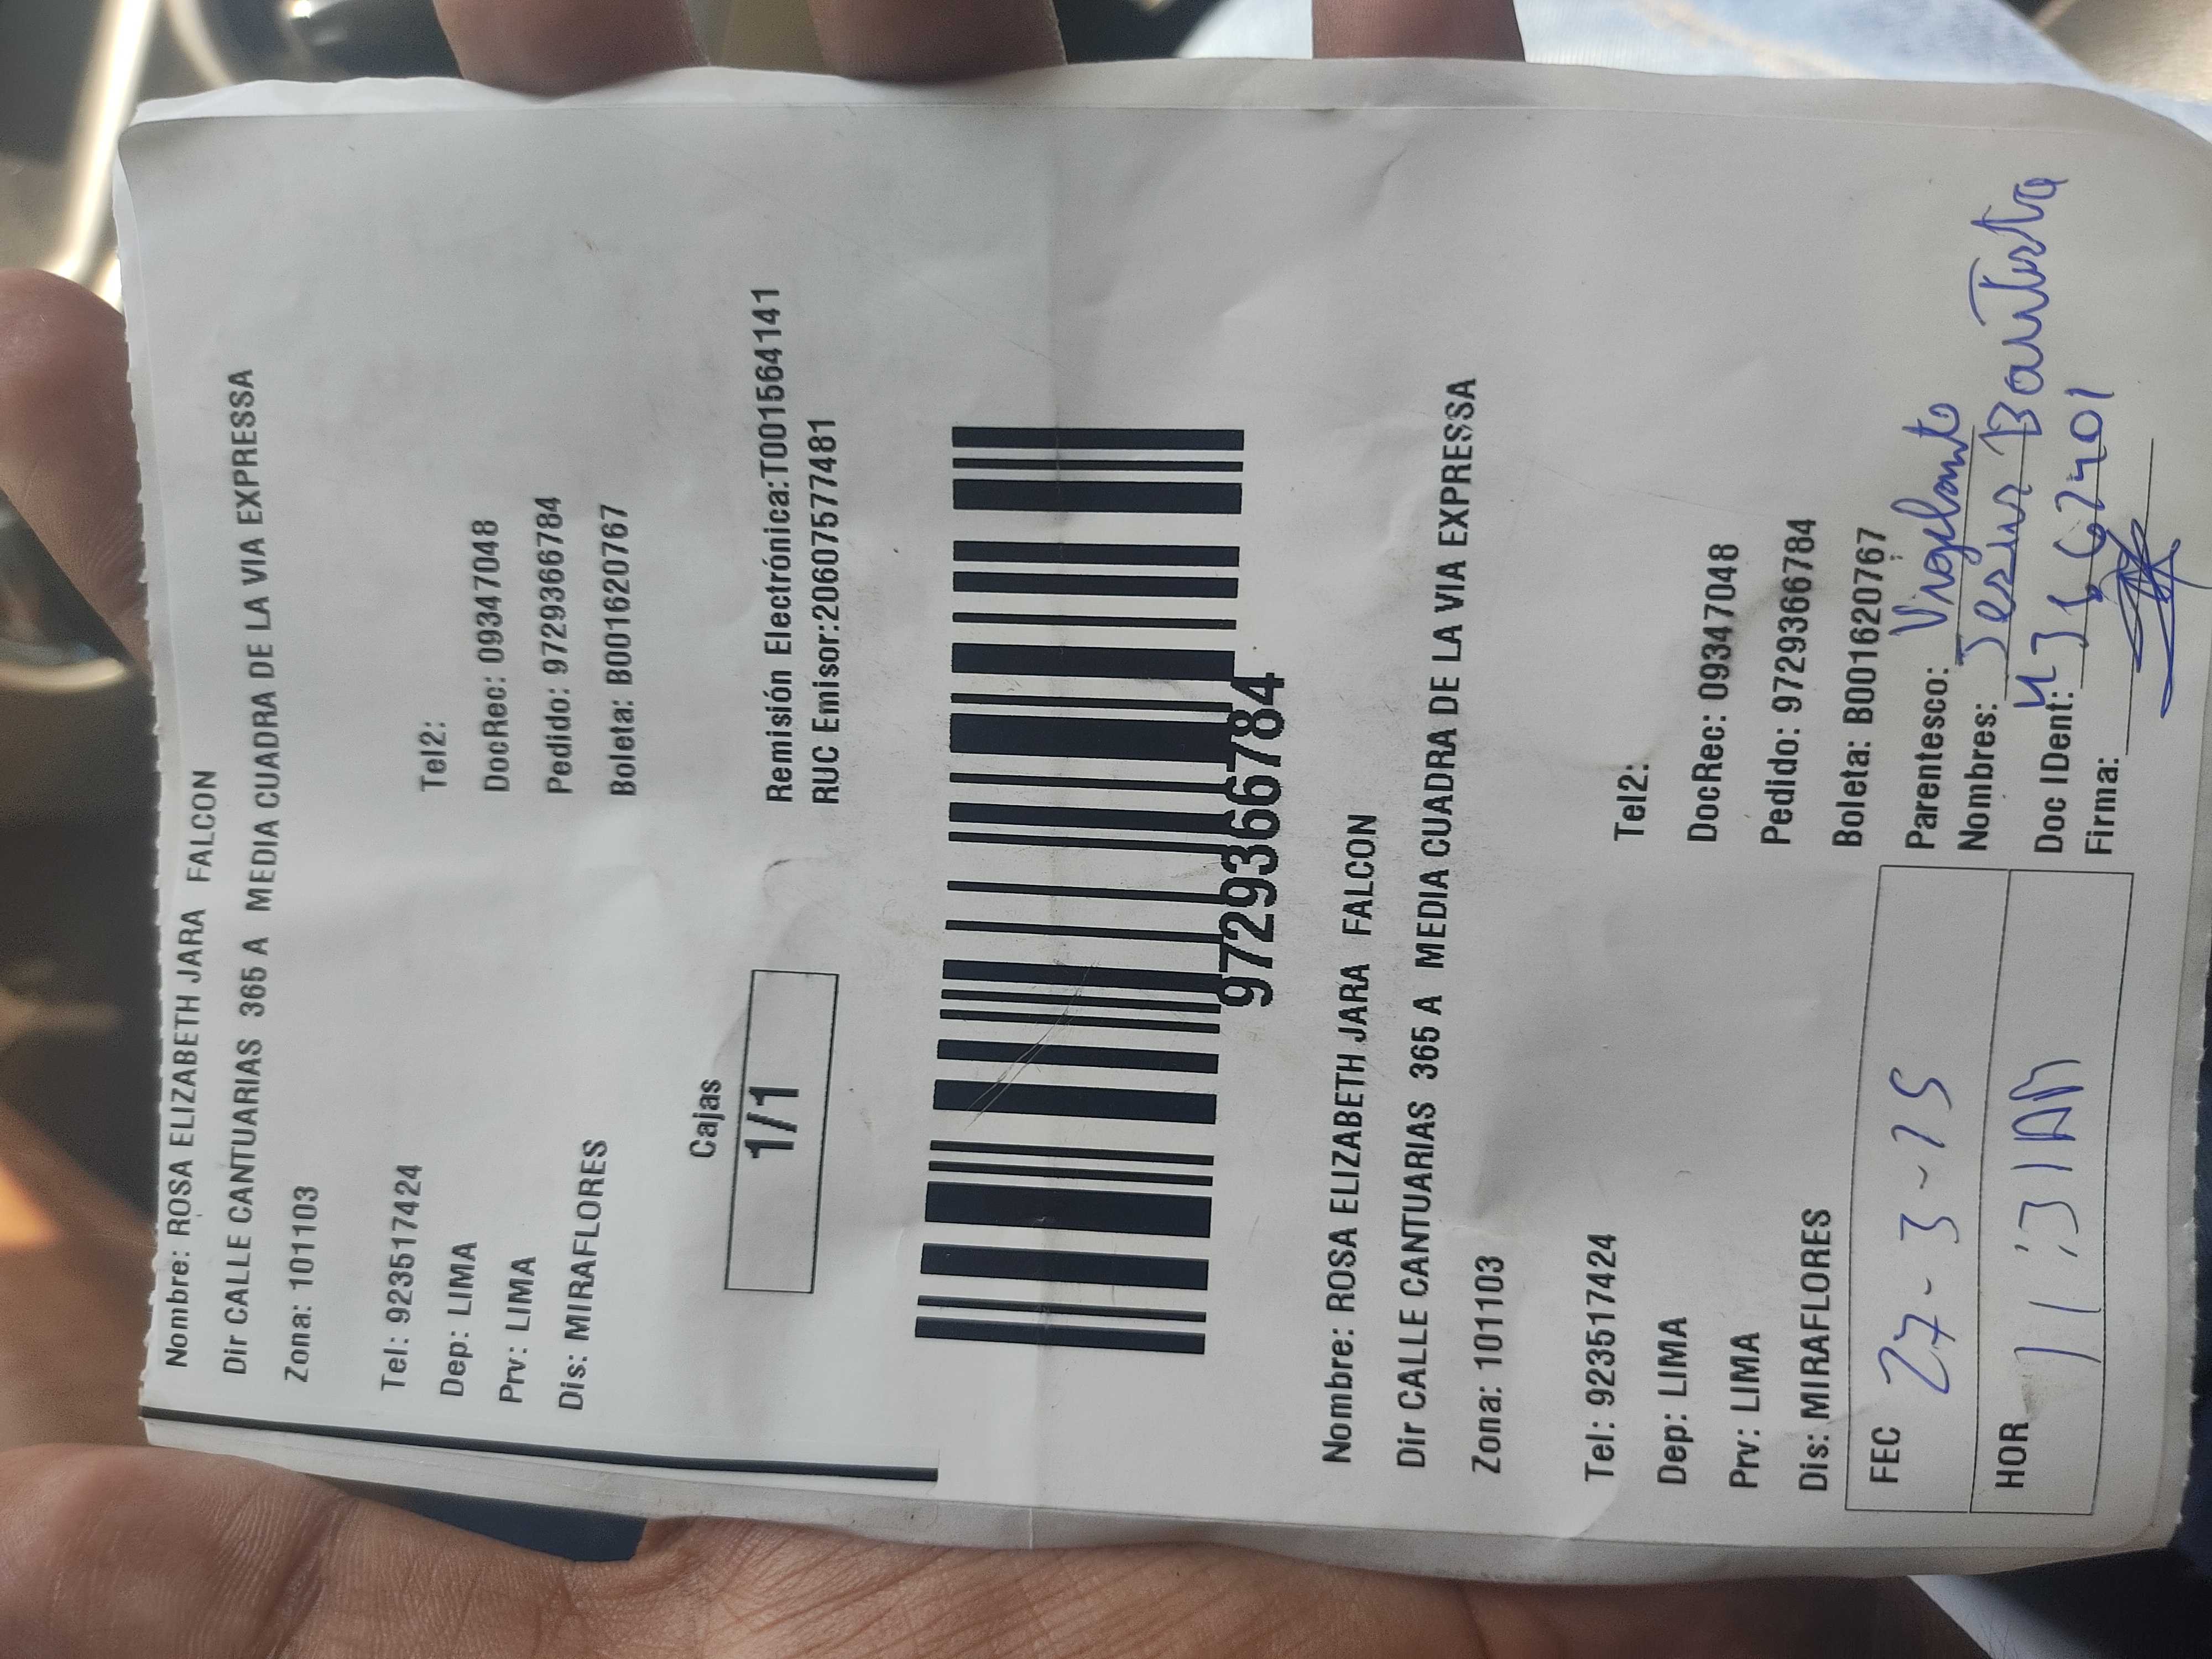 Nombre: ROSA ELIZABETH JARA FALCON
Dir CALLE CANTUARIAS 365 A MEDIA CUADRA DE LA VIA EXPRESSA
Zona: 101103
Tel: 923517424 Tel2:
Dep: LIMA DocRec: 09347048
Prv: LIMA Pedido: 9729366784
Dis: MIRAFLORES Boleta: B001620767
Cajas
1/1
Remisión Electrónica:T001564141
RUC Emisor:20607577481
9729366784
Nombre: ROSA ELIZABETH JARA FALCON
Dir CALLE CANTUARIAS 365 A MEDIA CUADRA DE LA VIA EXPRESSA
Zona: 101103
Tel: 923517424 Tel2:
Dep: LIMA DocRec: 09347048
Prv: LIMA Pedido: 9729366784
Dis: MIRAFLORES Boleta: B001620767
FEC 27-3-25 Parentesco: Vigilante
Nombres: Jesus Bautista
HOR 11:31AM Doc IDent:
Firma: